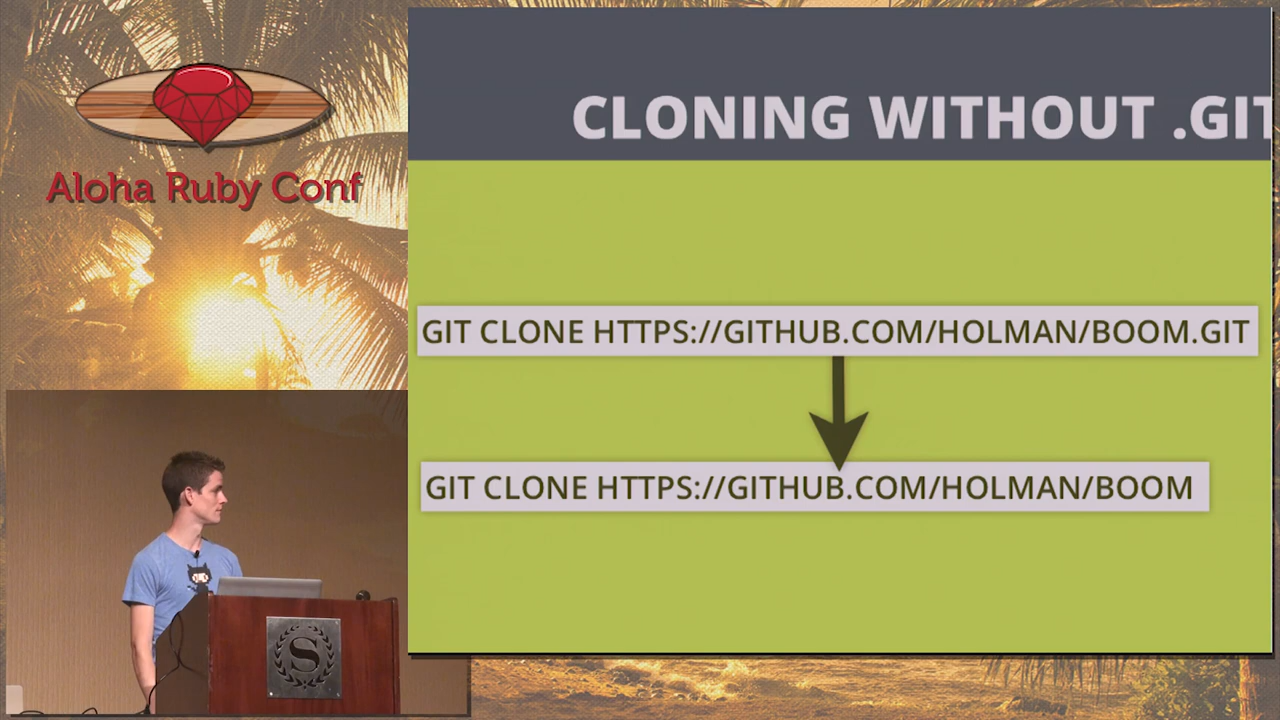 Aloha Ruby Conf
CLONING WITHOUT .GIT
GIT CLONE HTTPS://GITHUB.COM/HOLMAN/BOOM.GIT
GIT CLONE HTTPS://GITHUB.COM/HOLMAN/BOOM
S